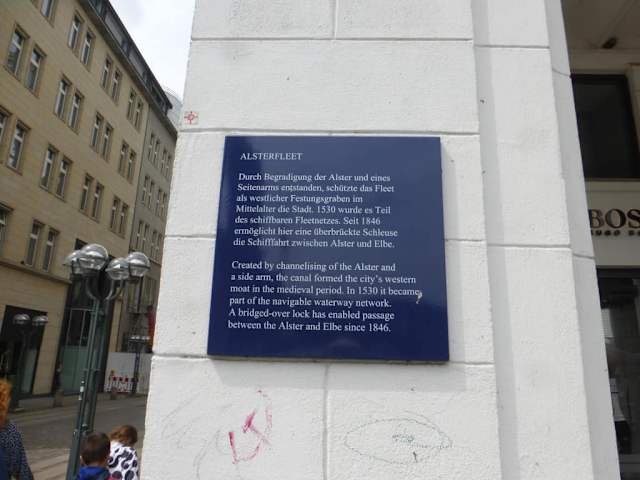 ALSTERFLEET
Durch Begradigung der Alster und eines
Seitenarms entstanden, schützte das Fleet
als westlicher Festungsgraben im
Mittelalter die Stadt. 1530 wurde es Teil
des schiffbaren Fleetnetzes. Seit 1846
ermöglicht hier eine überbrückte Schleuse
die Schifffahrt zwischen Alster und Elbe.
Created by channelising of the Alster and
a side arm, the canal formed the city's western
moat in the medieval period. In 1530 it became
part of the navigable waterway network.
A bridged-over lock has enabled passage
between the Alster and Elbe since 1846.
BOS